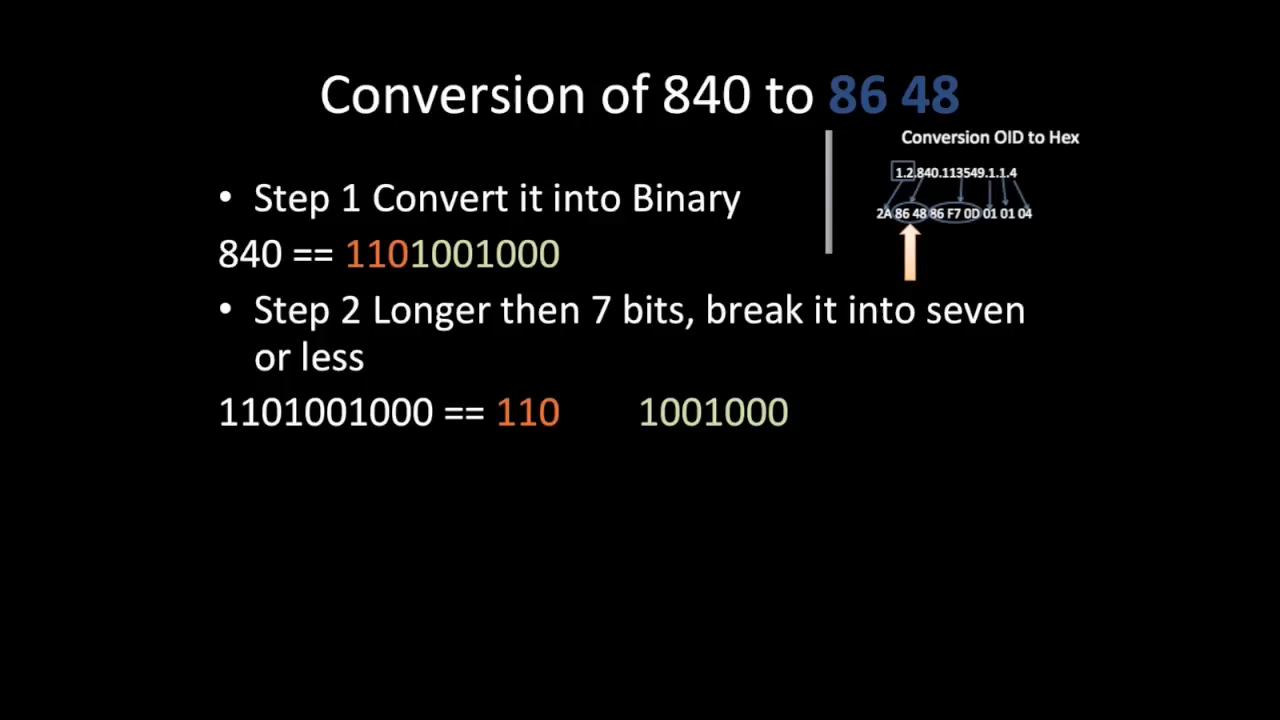 Conversion of 840 to 86 48
Conversion OID to Hex
1.2.840.113549.1.1.4
2A 86 48 86 F7 0D 01 01 04
• Step 1 Convert it into Binary
840 == 1101001000
• Step 2 Longer then 7 bits, break it into seven
or less
1101001000 == 110 1001000